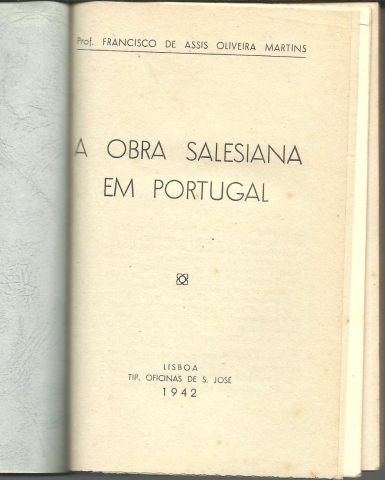 Prof. FRANCISCO DE ASSIS OLIVEIRA MARTINS
A OBRA SALESIANA
EM PORTUGAL
LISBOA
TIP. OFICINAS DE S. JOSÉ
1942